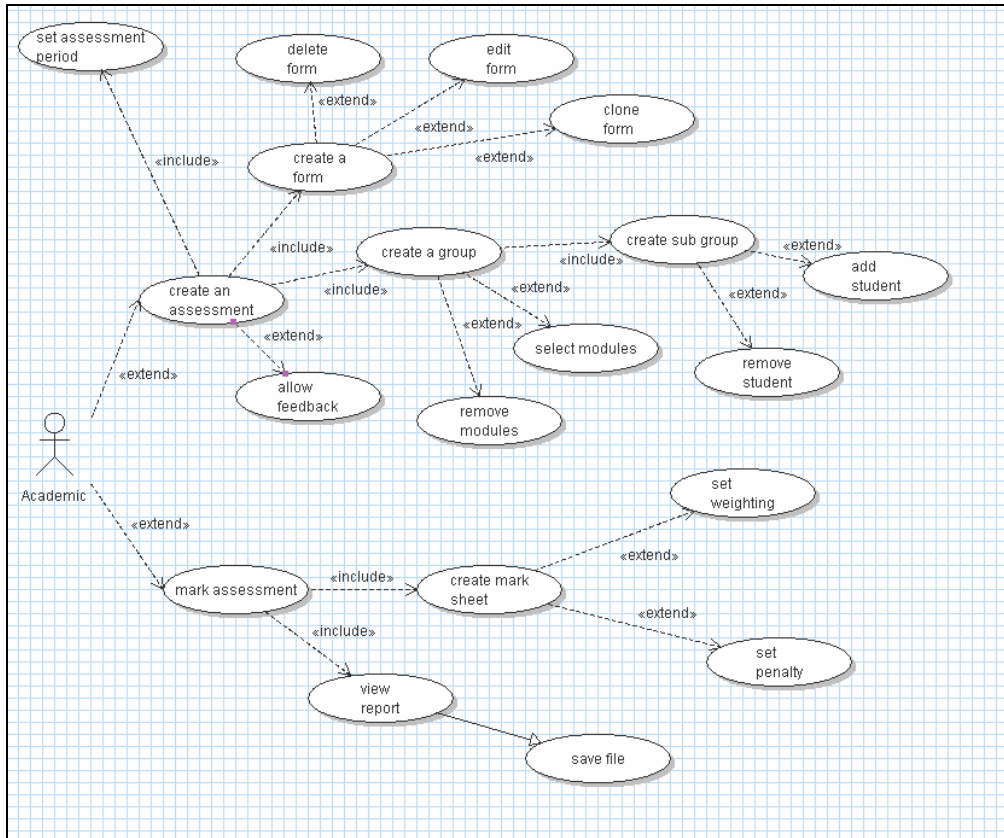 set assessment
period
delete
form
edit
form
«extend»
«extend»
clone
form
«extend»
create a
form
«include»
«include»
create a group
«include»
create sub group
«extend»
add
student
create an
assessment
«include»
«extend»
«extend»
«extend»
«extend»
select modules
remove
student
«extend»
allow
feedback
remove
modules
Academic
set
weighting
«extend»
«extend»
mark assessment
«include»
create mark
sheet
«extend»
«include»
set
penalty
view
report
save file